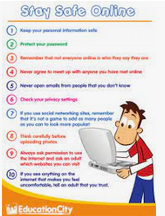 Stay Safe Online
1 Keep your personal information safe
2 Protect your password
3 Remember that not everyone online is who they say they are
4 Never agree to meet up with anyone you have met online
5 Never open emails from people that you don't know
6 Check your privacy settings
7 If you use social networking sites, remember
that it's not a game to add as many people
as you can to look more popular!
8 Think carefully before
uploading photos
9 Always ask permission to use
the Internet and ask an adult
which websites you can visit
10 If you see anything on the
Internet that makes you feel
uncomfortable, tell an adult that you trust.
EducationCity